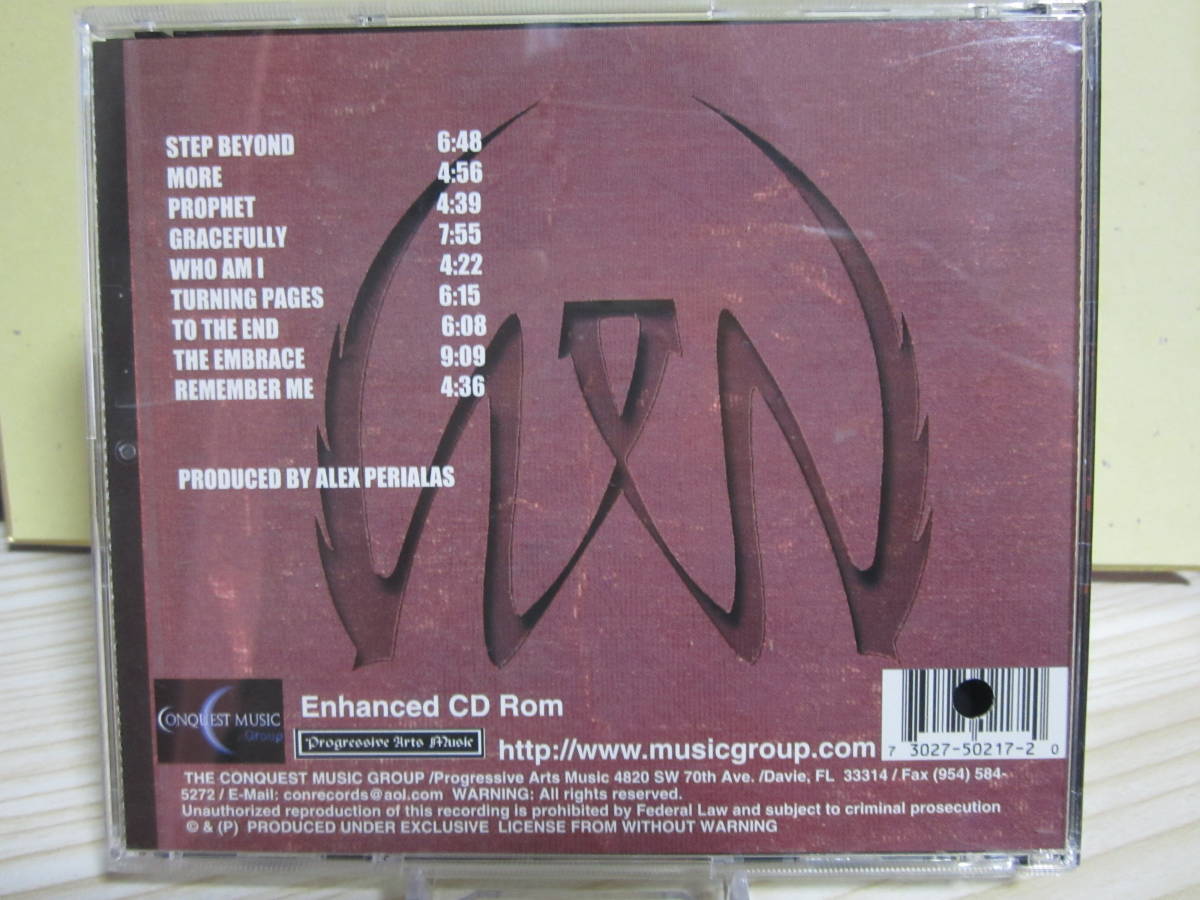 STEP BEYOND 6:48
MORE 4:56
PROPHET 4:39
GRACEFULLY 7:55
WHO AM I 4:22
TURNING PAGES 6:15
TO THE END 6:08
THE EMBRACE 9:09
REMEMBER ME 4:36
PRODUCED BY ALEX PERIALAS
CONQUEST MUSIC
Group
Enhanced CD Rom
Progressive Arts Music
http://www.musicgroup.com
7 3027-50217-2 0
THE CONQUEST MUSIC GROUP /Progressive Arts Music 4820 SW 70th Ave. /Davie, FL 33314 / Fax (954) 584-
5272 / E-Mail: conrecords@aol.com WARNING: All rights reserved.
Unauthorized reproduction of this recording is prohibited by Federal Law and subject to criminal prosecution
© & (P) PRODUCED UNDER EXCLUSIVE LICENSE FROM WITHOUT WARNING